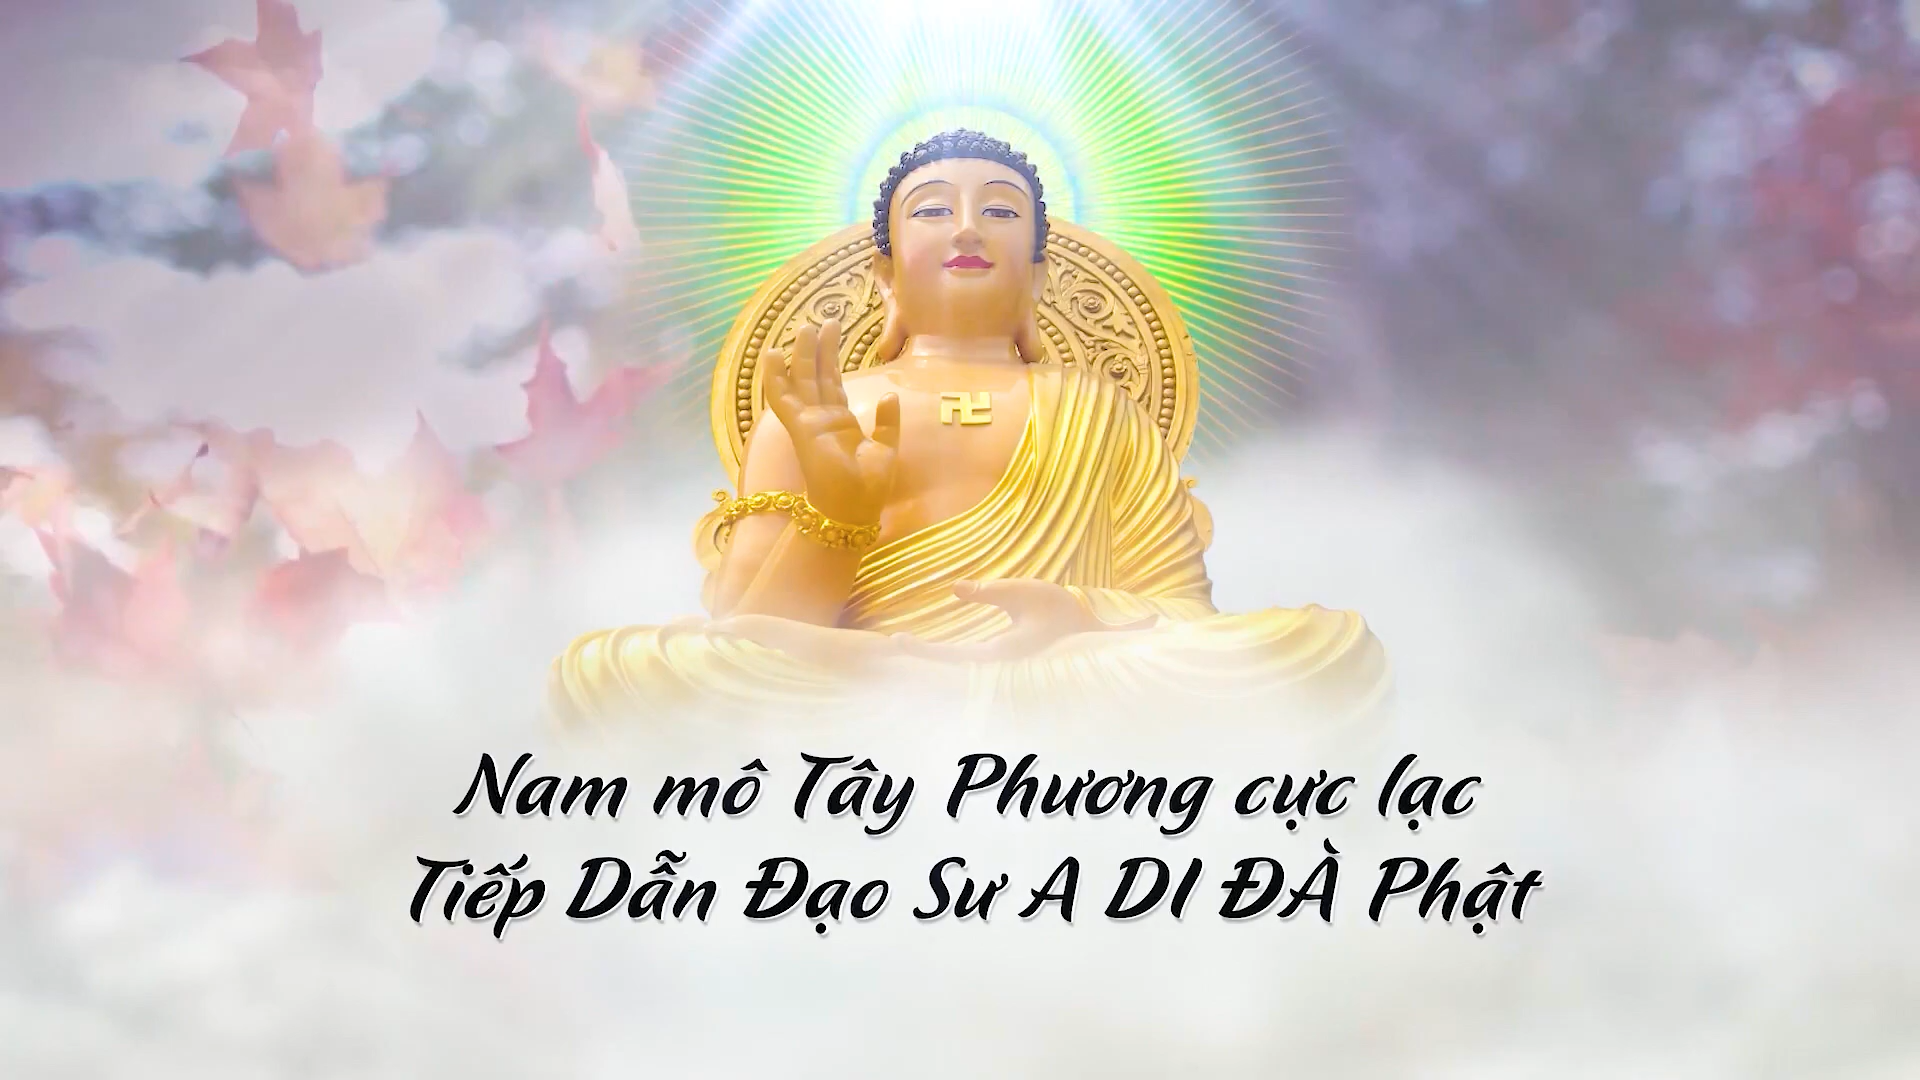 Nam mô Tây Phương cực lạc
Tiếp Dẫn Đạo Sư A DI ĐÀ Phật